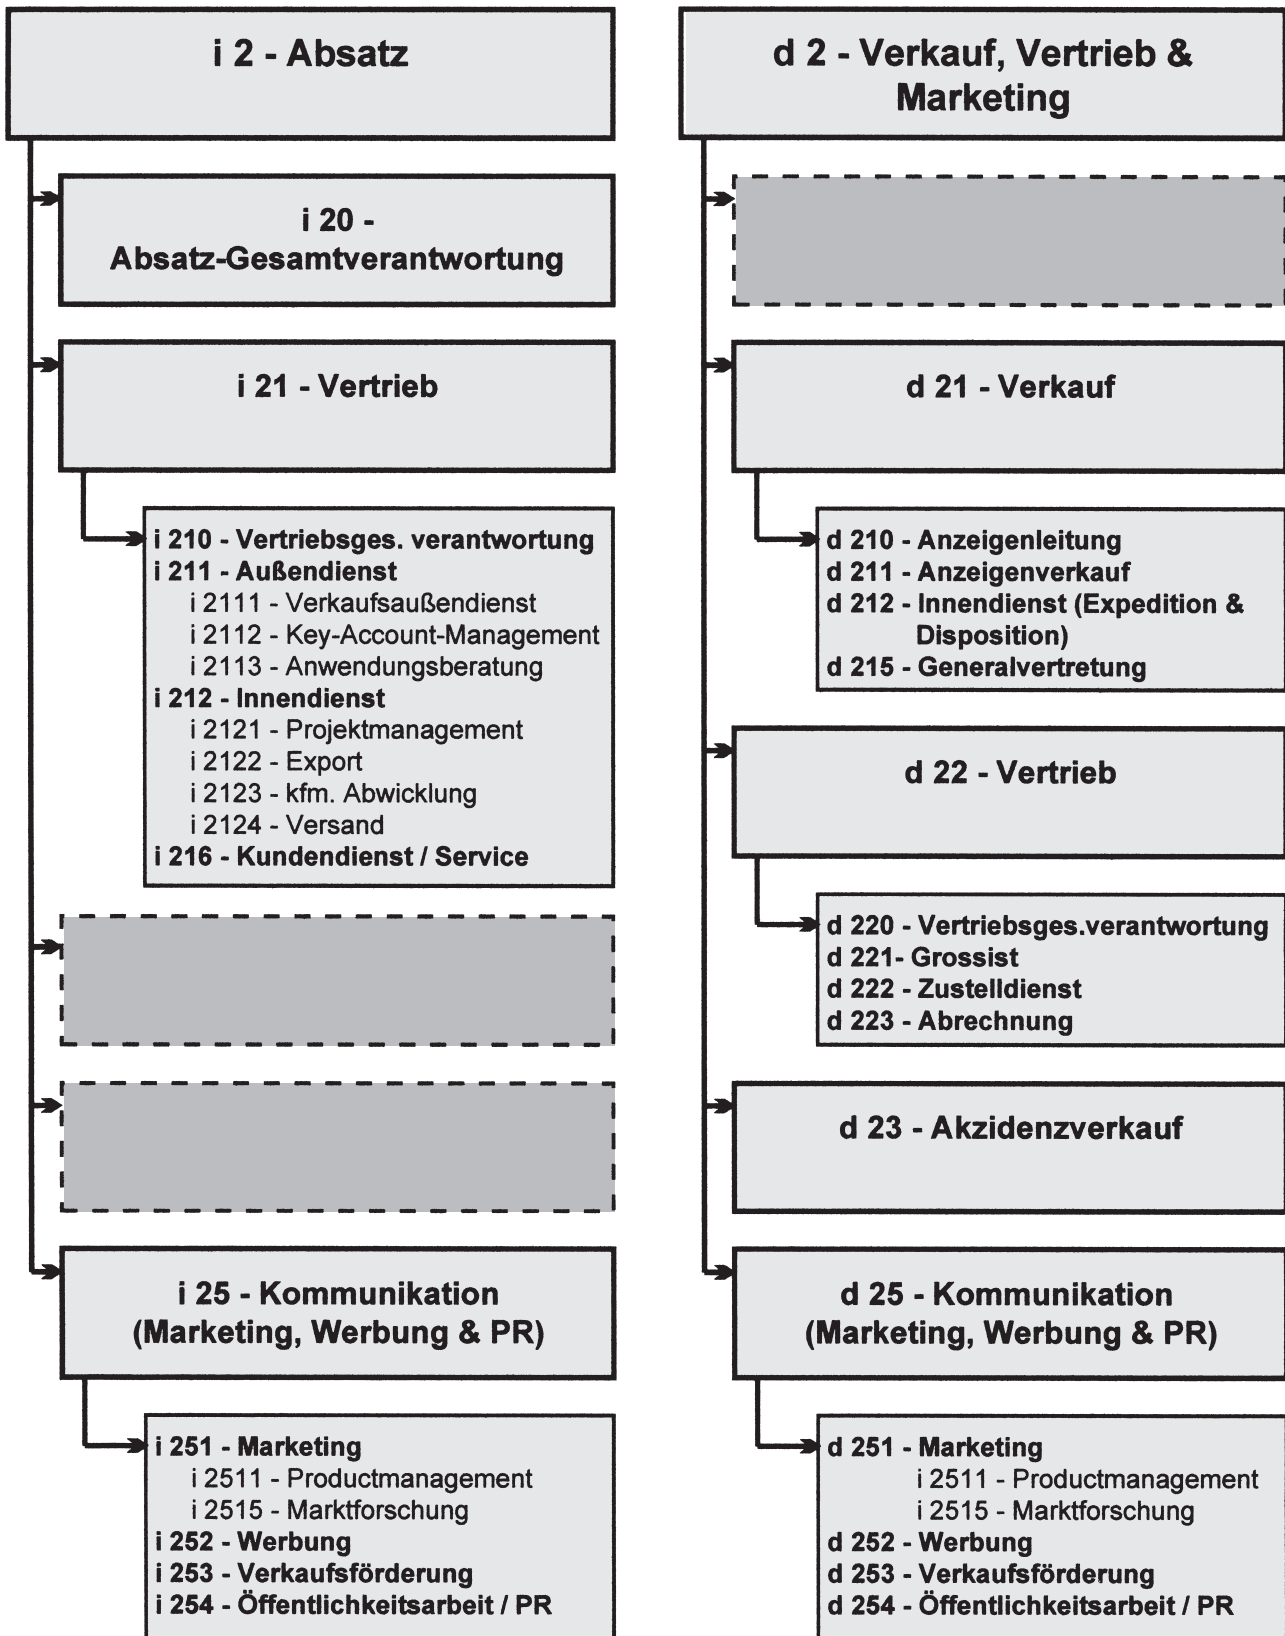 i 2 - Absatz
i 20 -
Absatz-Gesamtverantwortung
i 21 - Vertrieb
i 210 - Vertriebsges. verantwortung
i 211 - Außendienst
i 2111 - Verkaufsaußendienst
i 2112 - Key-Account-Management
i 2113 - Anwendungsberatung
i 212 - Innendienst
i 2121 - Projektmanagement
i 2122 - Export
i 2123 - kfm. Abwicklung
i 2124 - Versand
i 216 - Kundendienst / Service
i 25 - Kommunikation
(Marketing, Werbung & PR)
i 251 - Marketing
i 2511 - Productmanagement
i 2515 - Marktforschung
i 252 - Werbung
i 253 - Verkaufsförderung
i 254 - Öffentlichkeitsarbeit / PR
d 2 - Verkauf, Vertrieb &
Marketing
d 21 - Verkauf
d 210 - Anzeigenleitung
d 211 - Anzeigenverkauf
d 212 - Innendienst (Expedition &
Disposition)
d 215 - Generalvertretung
d 22 - Vertrieb
d 220 - Vertriebsges.verantwortung
d 221- Grossist
d 222 - Zustelldienst
d 223 - Abrechnung
d 23 - Akzidenzverkauf
d 25 - Kommunikation
(Marketing, Werbung & PR)
d 251 - Marketing
i 2511 - Productmanagement
i 2515 - Marktforschung
d 252 - Werbung
d 253 - Verkaufsförderung
d 254 - Öffentlichkeitsarbeit / PR